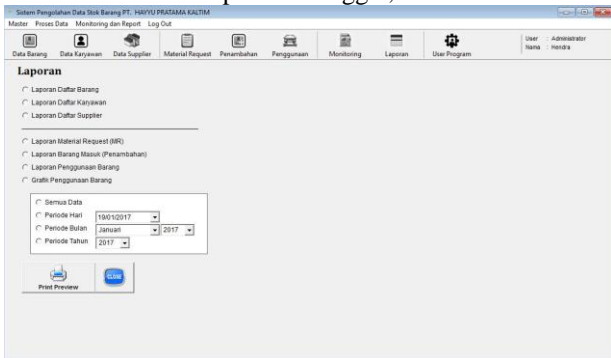 Sistem Pengolahan Data Stok Barang PT. HAYYU PRATAMA KALTIM
Master Proses Data Monitoring dan Report Log Out
Data Barang Data Karyawan Data Supplier Material Request Penambahan Penggunaan Monitoring Laporan User Program
User : Administrator
Nama : Hendra
Laporan
Laporan Daftar Barang
Laporan Daftar Karyawan
Laporan Daftar Supplier
Laporan Material Request (MR)
Laporan Barang Masuk (Penambahan)
Laporan Penggunaan Barang
Grafik Penggunaan Barang
Semua Data
Periode Hari 19/01/2017
Periode Bulan Januari 2017
Periode Tahun 2017
Print Preview CLOSE